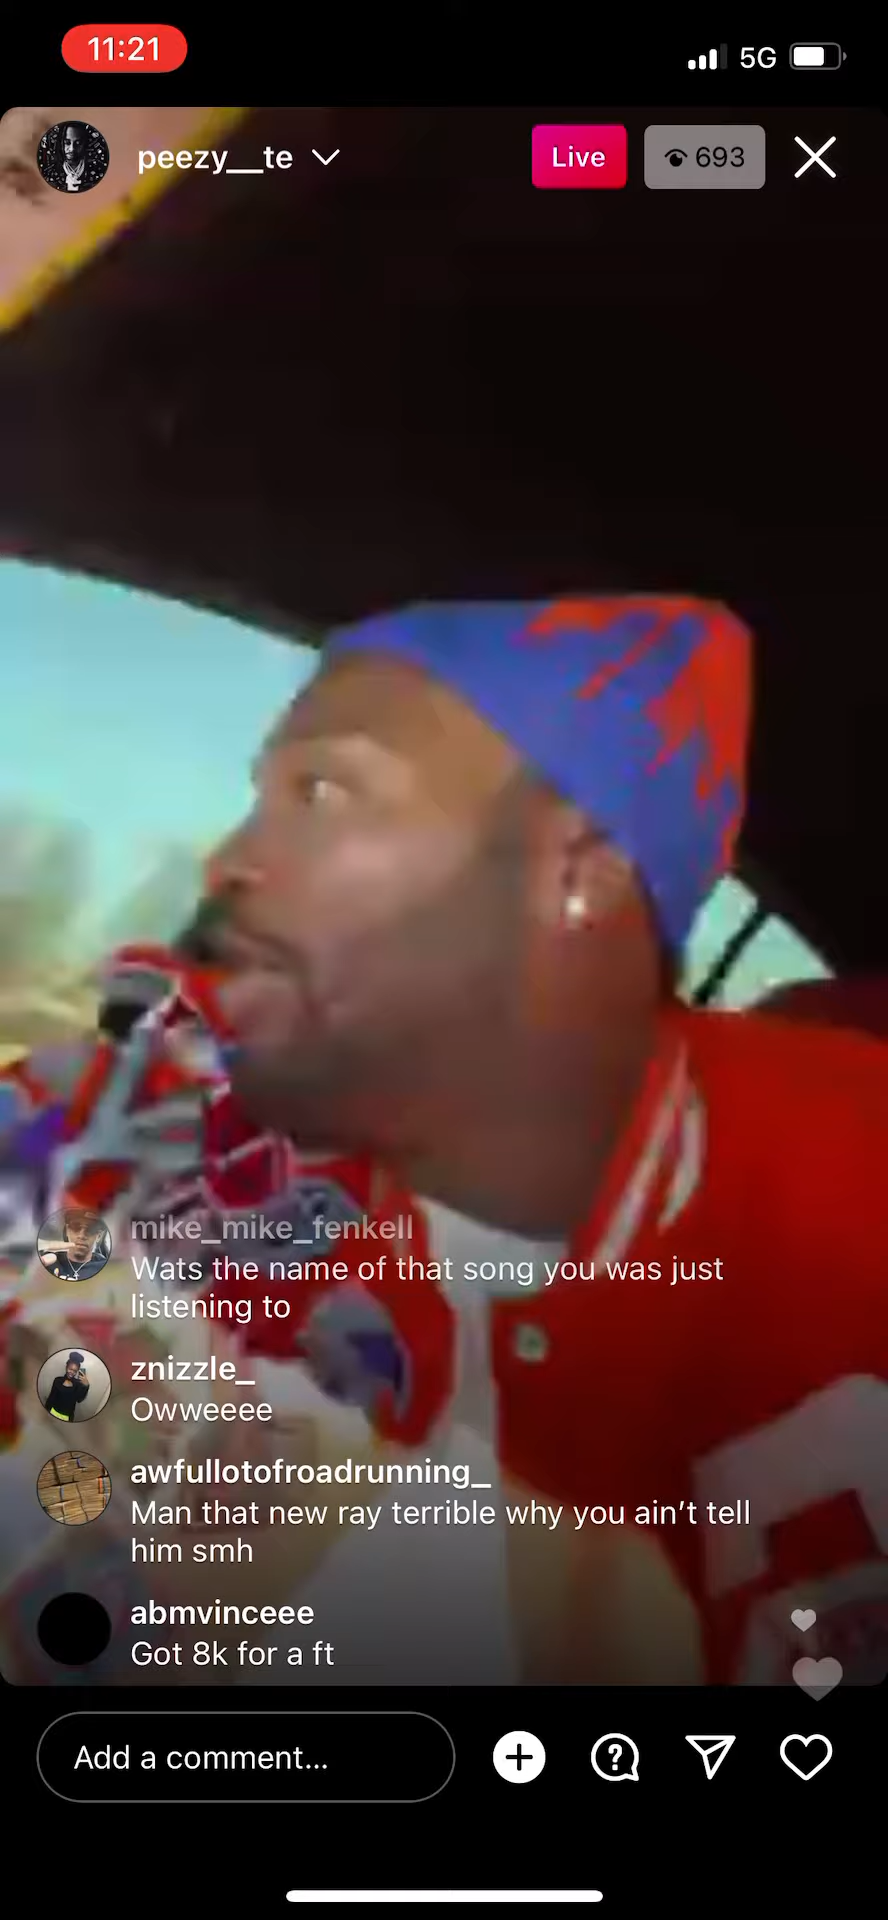 11:21
5G
peezy__te
Live
693
mike_mike_fenkell
Wats the name of that song you was just
listening to
znizzle_
Owweeee
awfullotofroadrunning_
Man that new ray terrible why you ain’t tell
him smh
abmvinceee
Got 8k for a ft
Add a comment...